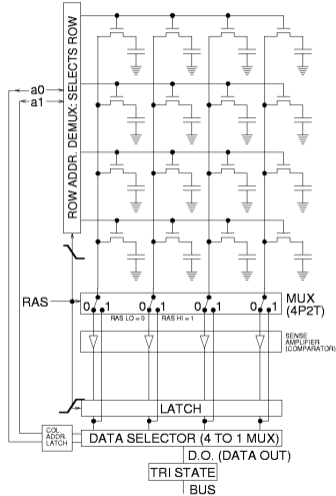 ROW ADDR. DEMUX: SELECTS ROW
a0
a1
RAS
0 1 0 1 0 1 0 1
MUX
(4P2T)
RAS LO = 0
RAS HI = 1
SENSE
AMPLIFIER
(COMPARATOR)
LATCH
COL.
ADDR.
LATCH
DATA SELECTOR (4 TO 1 MUX)
D.O. (DATA OUT)
TRI STATE
BUS